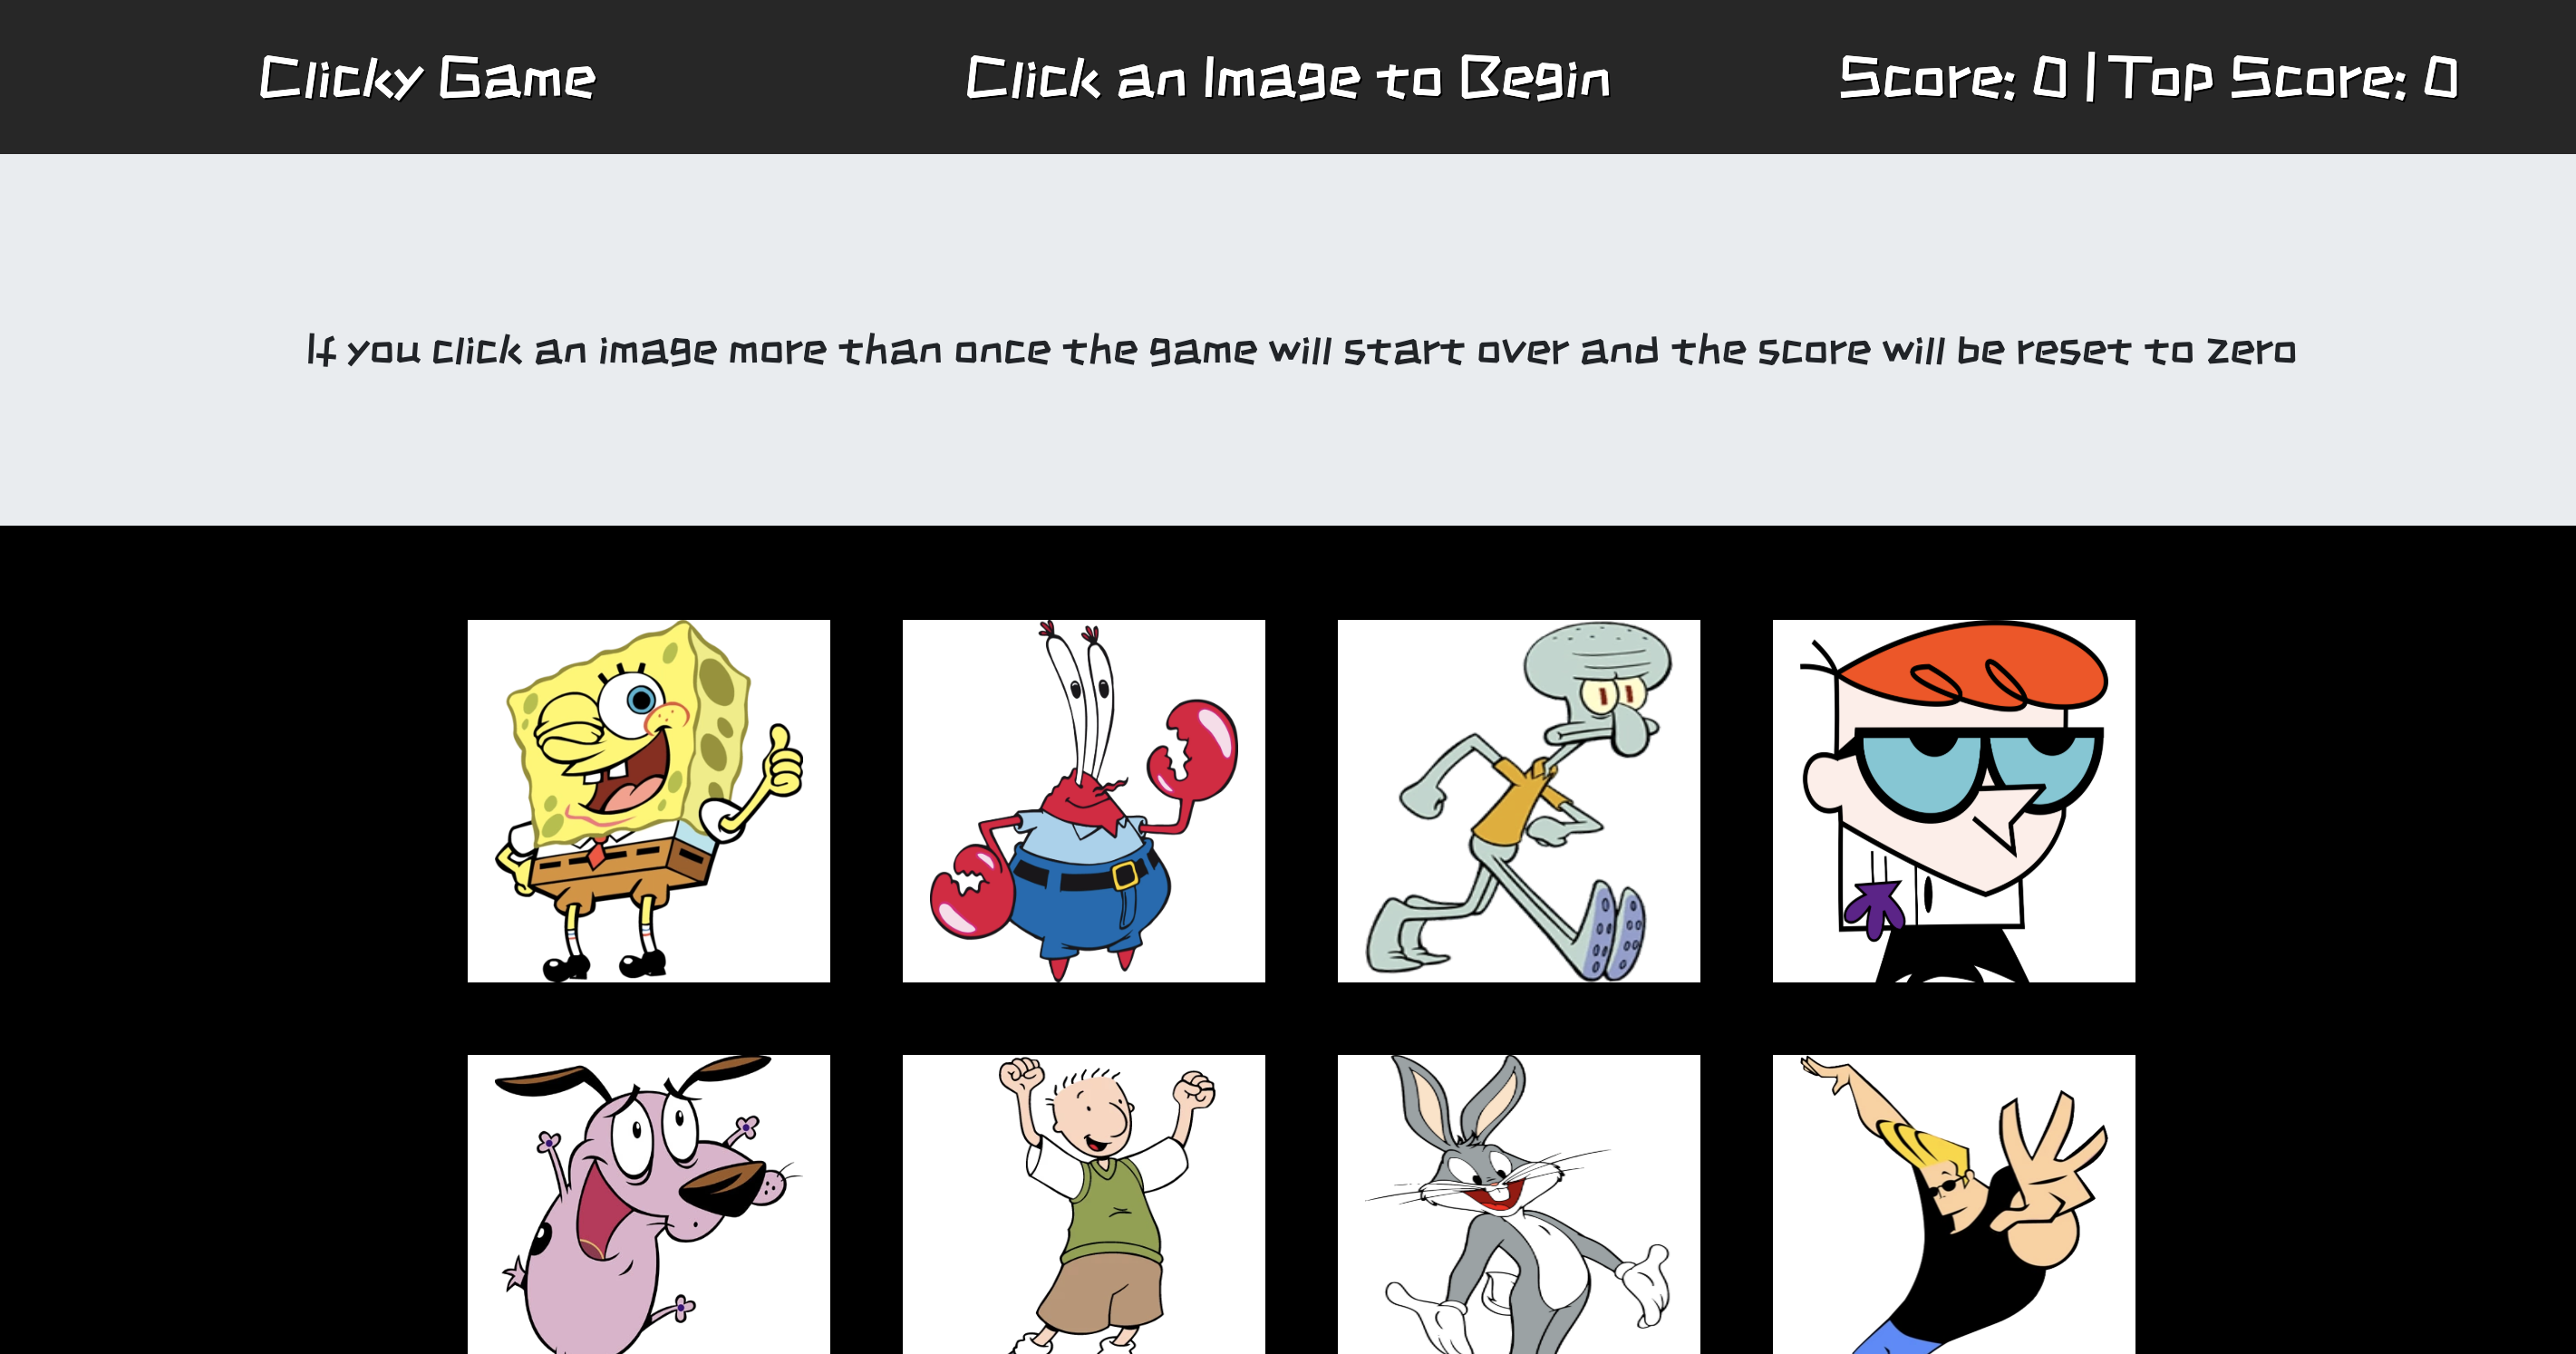 Clicky Game
Click an Image to Begin
Score: 0 | Top Score: 0
If you click an image more than once the game will start over and the score will be reset to zero